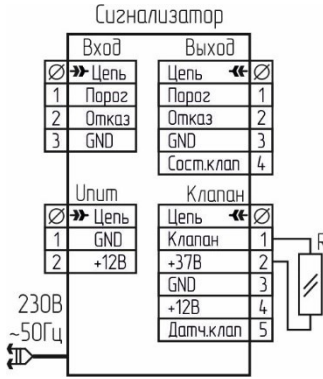 Сигнализатор
Вход
Выход
Ø Цепь
1 Порог
2 Отказ
3 GND
Цепь Ø
Порог 1
Отказ 2
GND 3
Сост.клап 4
Uпит
Клапан
Ø Цепь
1 GND
2 +12В
Цепь Ø
Клапан 1
+37В 2
GND 3
+12В 4
Датч.клап 5
230В
~50Гц
R